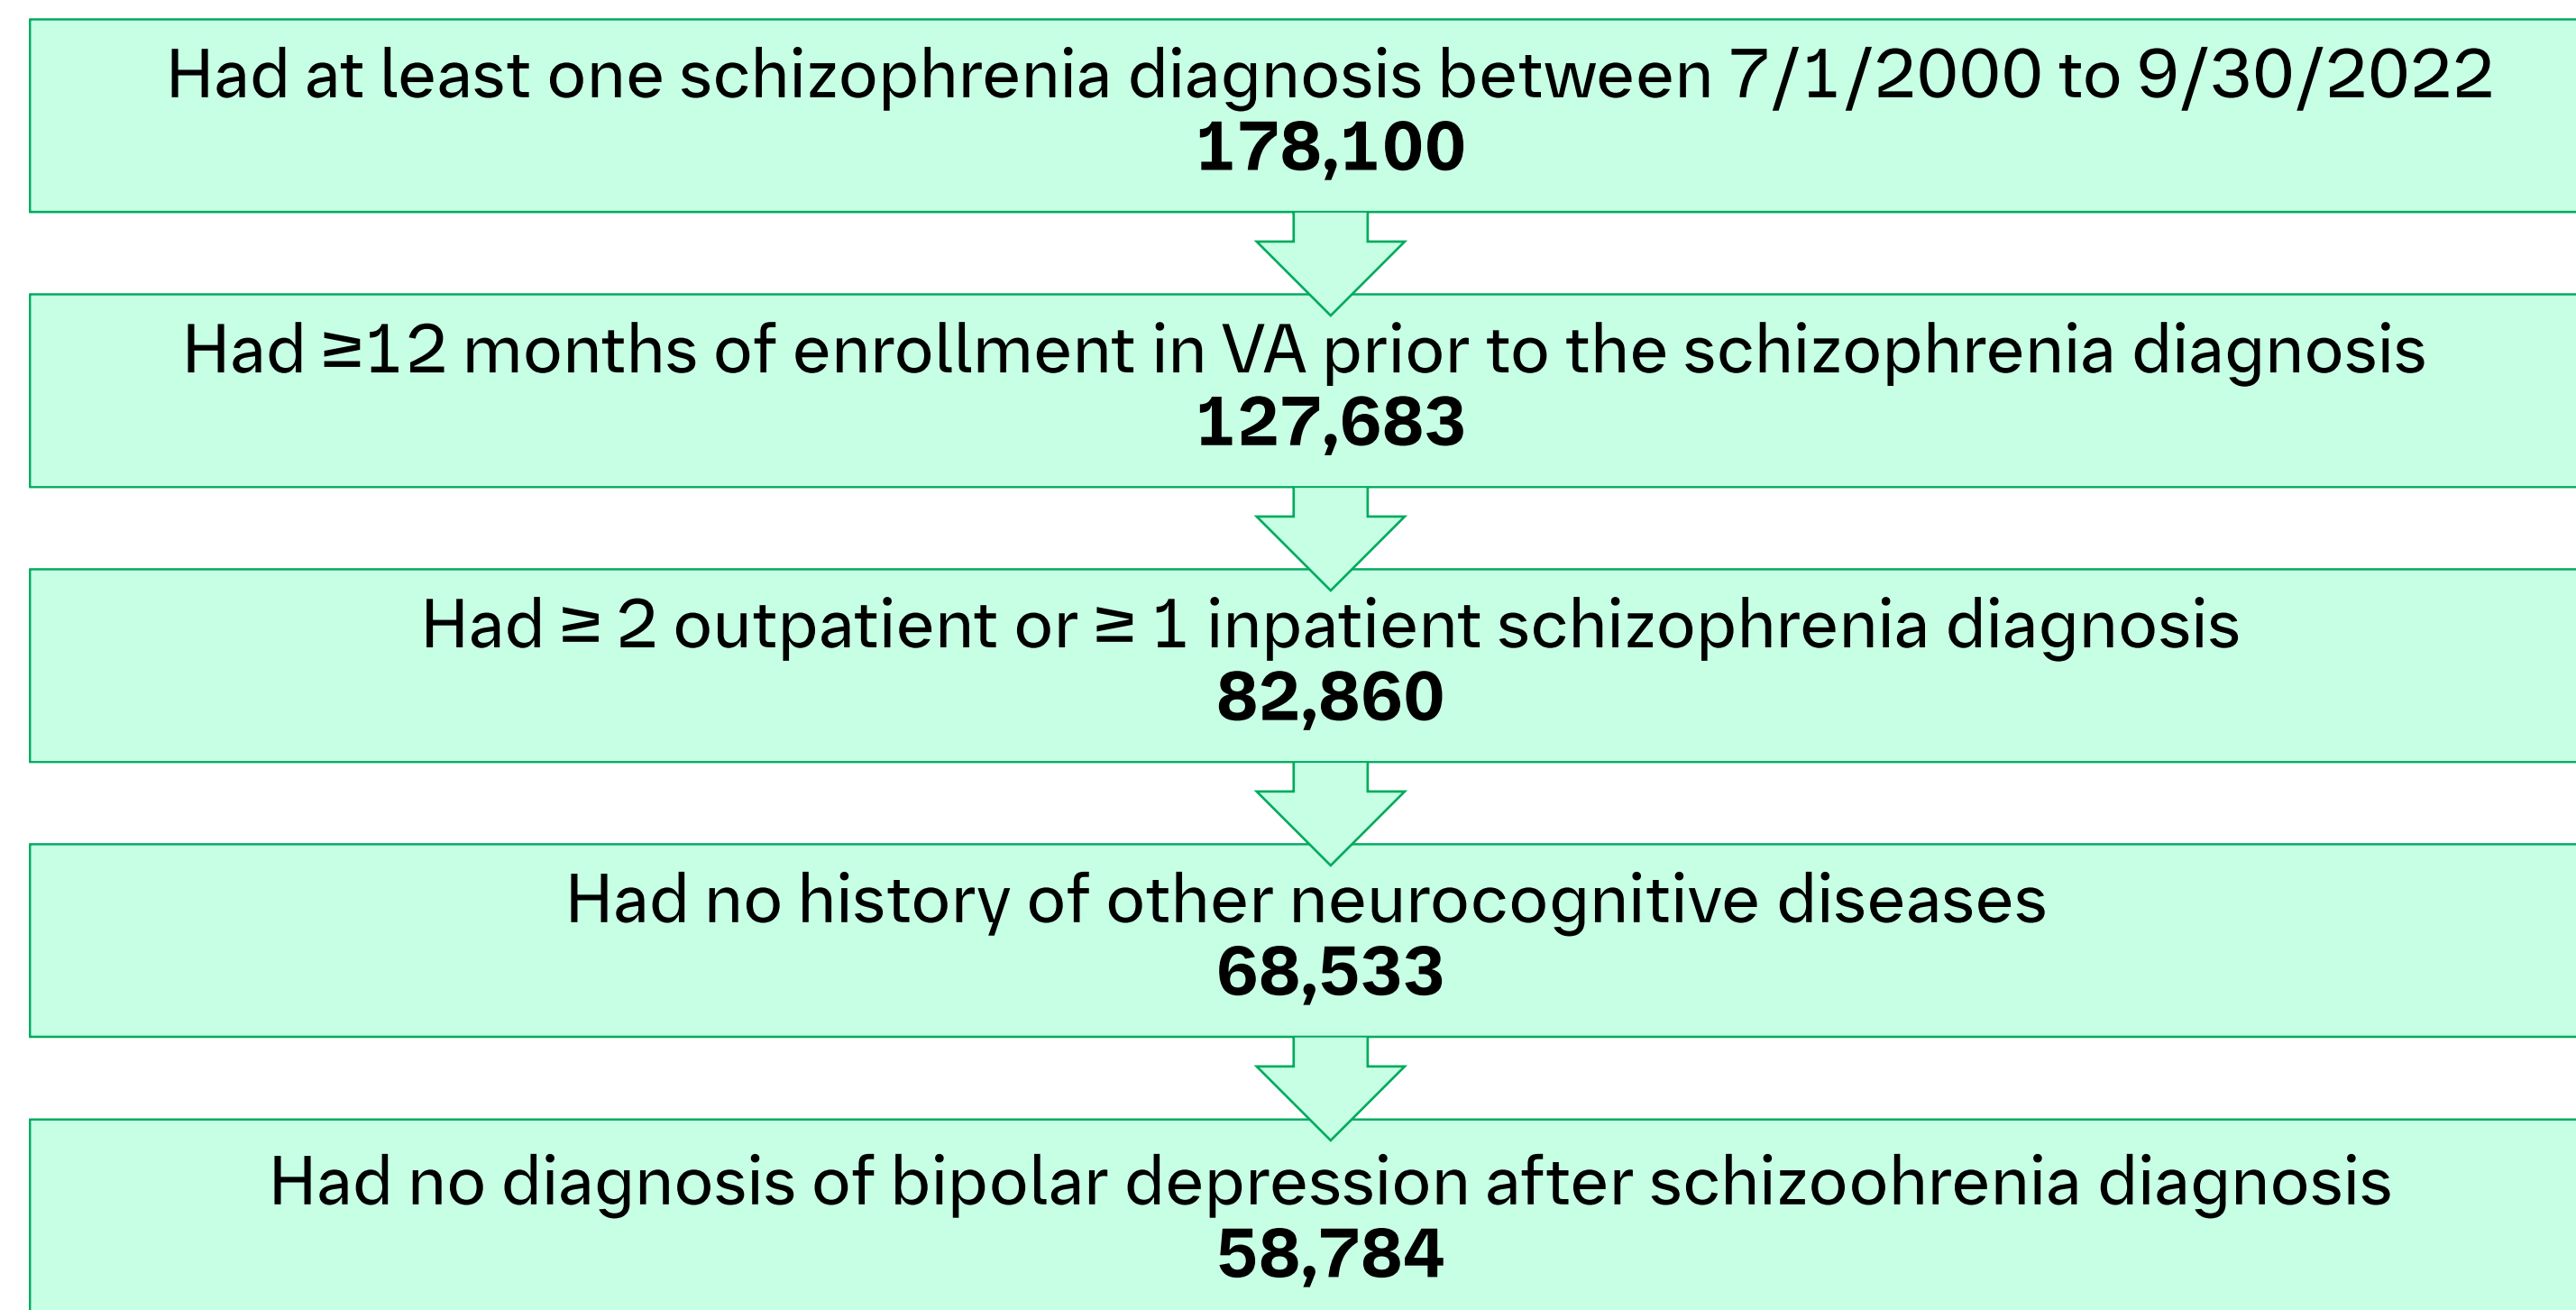 Had at least one schizophrenia diagnosis between 7/1/2000 to 9/30/2022
178,100
Had ≥12 months of enrollment in VA prior to the schizophrenia diagnosis
127,683
Had ≥ 2 outpatient or ≥ 1 inpatient schizophrenia diagnosis
82,860
Had no history of other neurocognitive diseases
68,533
Had no diagnosis of bipolar depression after schizoohrenia diagnosis
58,784